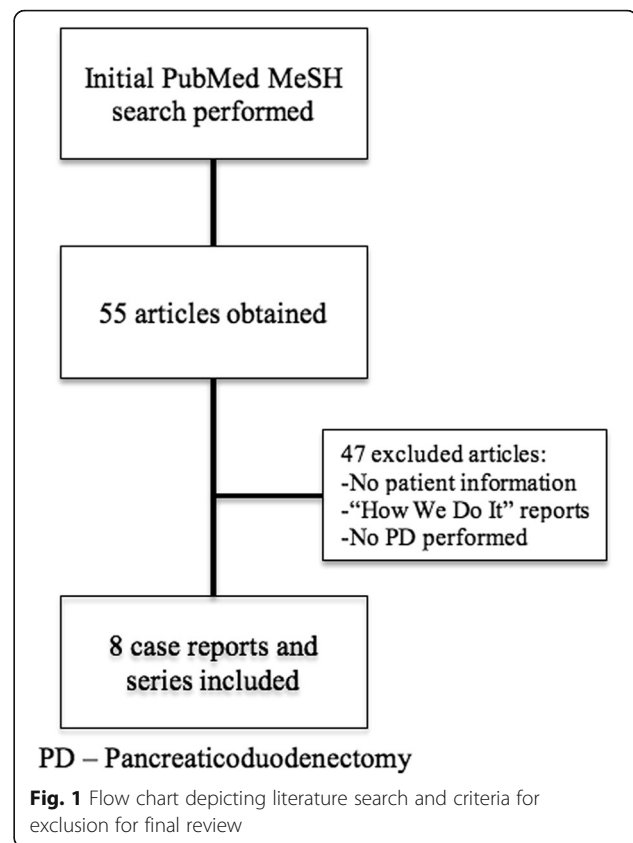 Initial PubMed MeSH
search performed
55 articles obtained
47 excluded articles:
-No patient information
-“How We Do It” reports
-No PD performed
8 case reports and
series included
PD – Pancreaticoduodenectomy
Fig. 1 Flow chart depicting literature search and criteria for
exclusion for final review